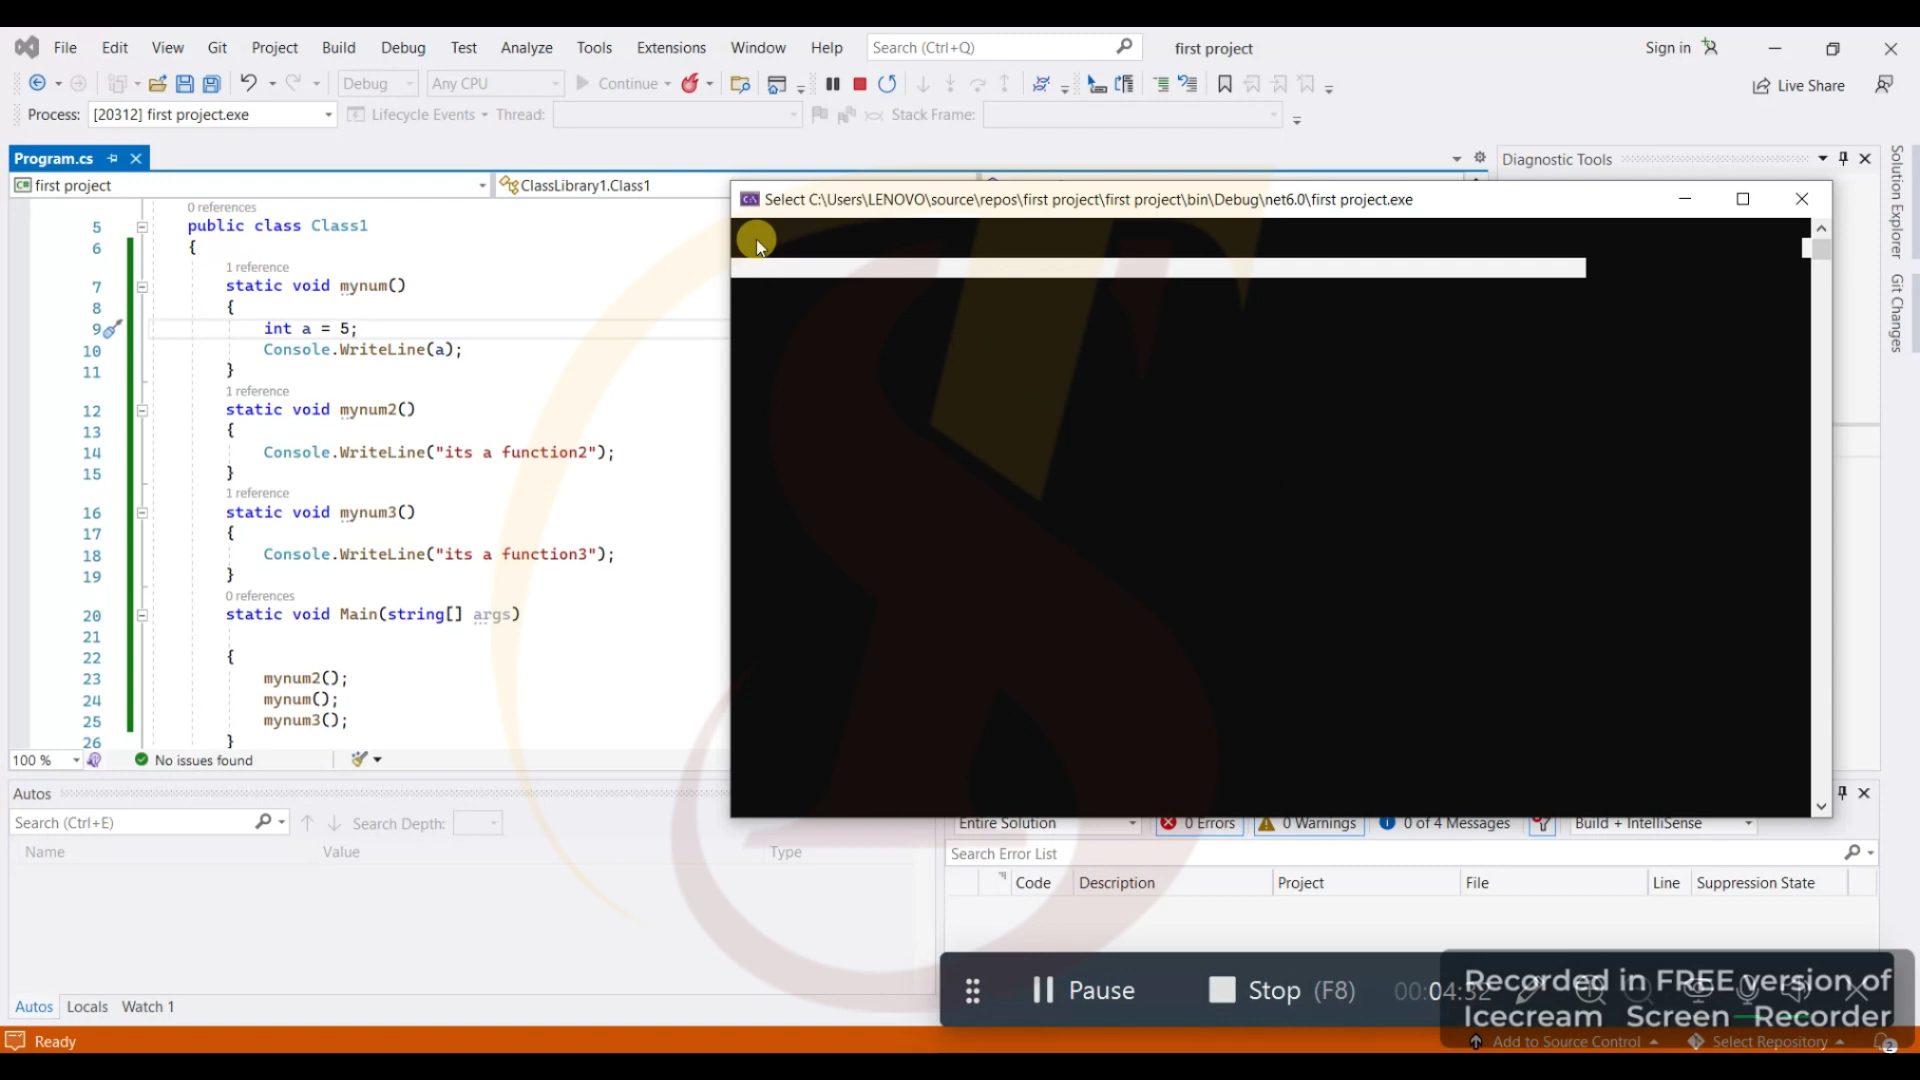 File Edit View Git Project Build Debug Test Analyze Tools Extensions Window Help Search (Ctrl+Q) first project Sign in
Debug Any CPU Continue Live Share
Process: [20312] first project.exe Lifecycle Events Thread: Stack Frame:
Program.cs Diagnostic Tools
first project ClassLibrary1.Class1
Select C:\Users\LENOVO\source\repos\first project\first project\bin\Debug\net6.0\first project.exe
Solution Explorer
Git Changes
0 references
5 public class Class1
6 {
1 reference
7 static void mynum()
8 {
9 int a = 5;
10 Console.WriteLine(a);
11 }
1 reference
12 static void mynum2()
13 {
14 Console.WriteLine("its a function2");
15 }
1 reference
16 static void mynum3()
17 {
18 Console.WriteLine("its a function3");
19 }
0 references
20 static void Main(string[] args)
21
22 {
23 mynum2();
24 mynum();
25 mynum3();
26 }
100 % No issues found
Autos
Search (Ctrl+E) Search Depth:
Name Value Type
Entire Solution 0 Errors 0 Warnings 0 of 4 Messages Build + IntelliSense
Search Error List
Code Description Project File Line Suppression State
Autos Locals Watch 1
Pause Stop (F8) 00:04:32
Recorded in FREE version of
Icecream Screen Recorder
Ready Add to Source Control Select Repository 2